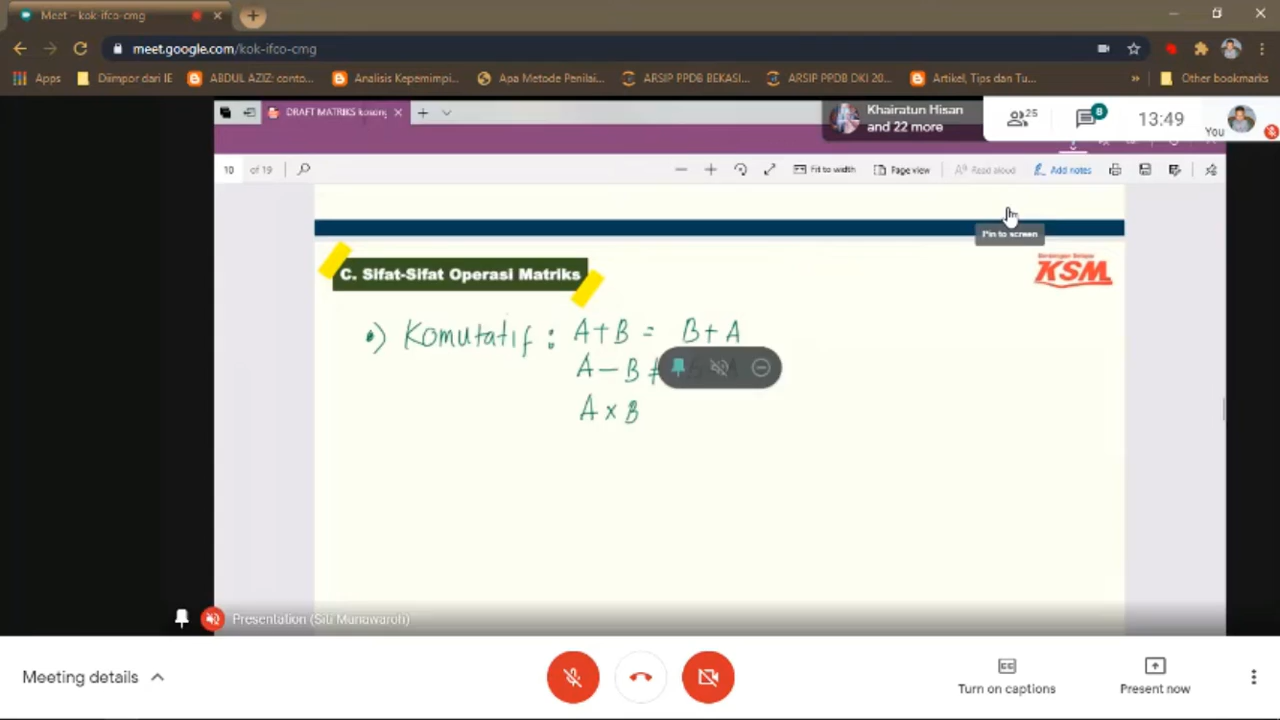 Meet – kok-ifco-cmg
meet.google.com/kok-ifco-cmg
Apps
Diimpor dari IE
ABDUL AZIZ: conto...
Analisis Kepemimpi...
Apa Metode Penilai...
ARSIP PPDB BEKASI...
ARSIP PPDB DKI 20...
Artikel, Tips dan Tu...
»
Other bookmarks
DRAFT MATRIKS kosong
Khairatun Hisan
and 22 more
25
8
13:49
You
10 of 19
Fit to width
Page view
Read aloud
Add notes
Pin to screen
C. Sifat-Sifat Operasi Matriks
KSM
•) Komutatif : A+B = B+A
A – B ≠ B – A
A × B
Presentation (Siti Munawaroh)
Meeting details
Turn on captions
Present now